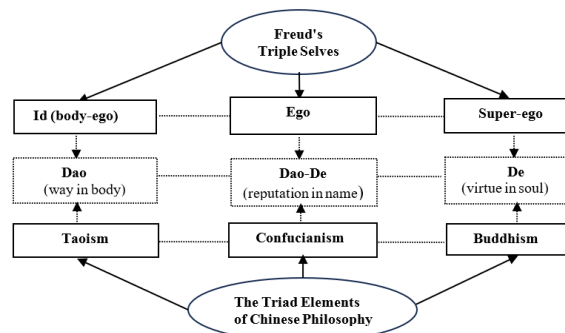 Freud's
Triple Selves
Id (body-ego)
Ego
Super-ego
Dao
(way in body)
Dao-De
(reputation in name)
De
(virtue in soul)
Taoism
Confucianism
Buddhism
The Triad Elements
of Chinese Philosophy